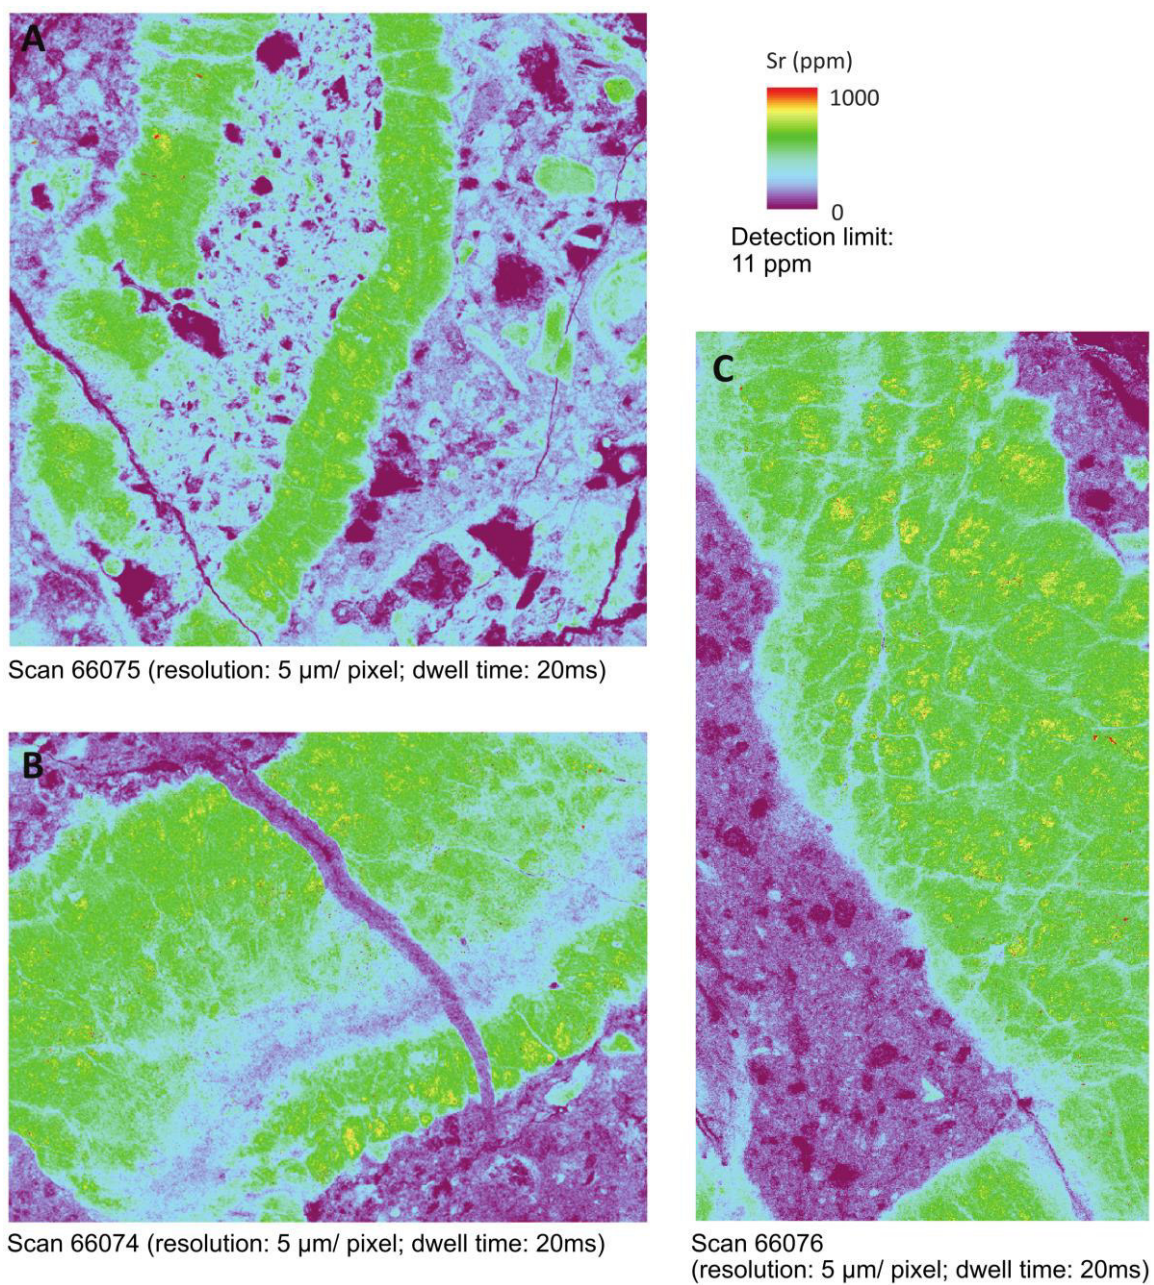 A
Sr (ppm)
1000
0
Detection limit:
11 ppm
Scan 66075 (resolution: 5 µm/ pixel; dwell time: 20ms)
B
Scan 66074 (resolution: 5 µm/ pixel; dwell time: 20ms)
C
Scan 66076
(resolution: 5 µm/ pixel; dwell time: 20ms)